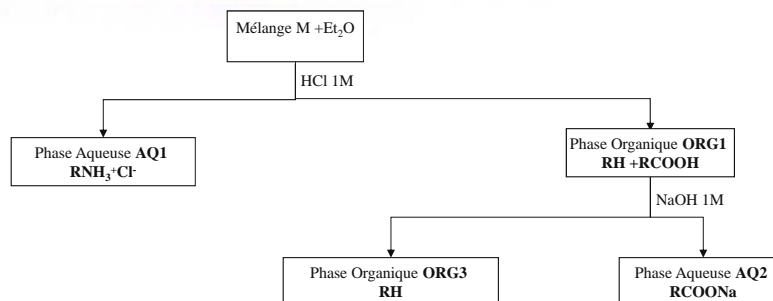 Mélange M +Et₂O
HCl 1M
Phase Aqueuse AQ1
RNH₃⁺Cl⁻
Phase Organique ORG1
RH +RCOOH
NaOH 1M
Phase Organique ORG3
RH
Phase Aqueuse AQ2
RCOONa